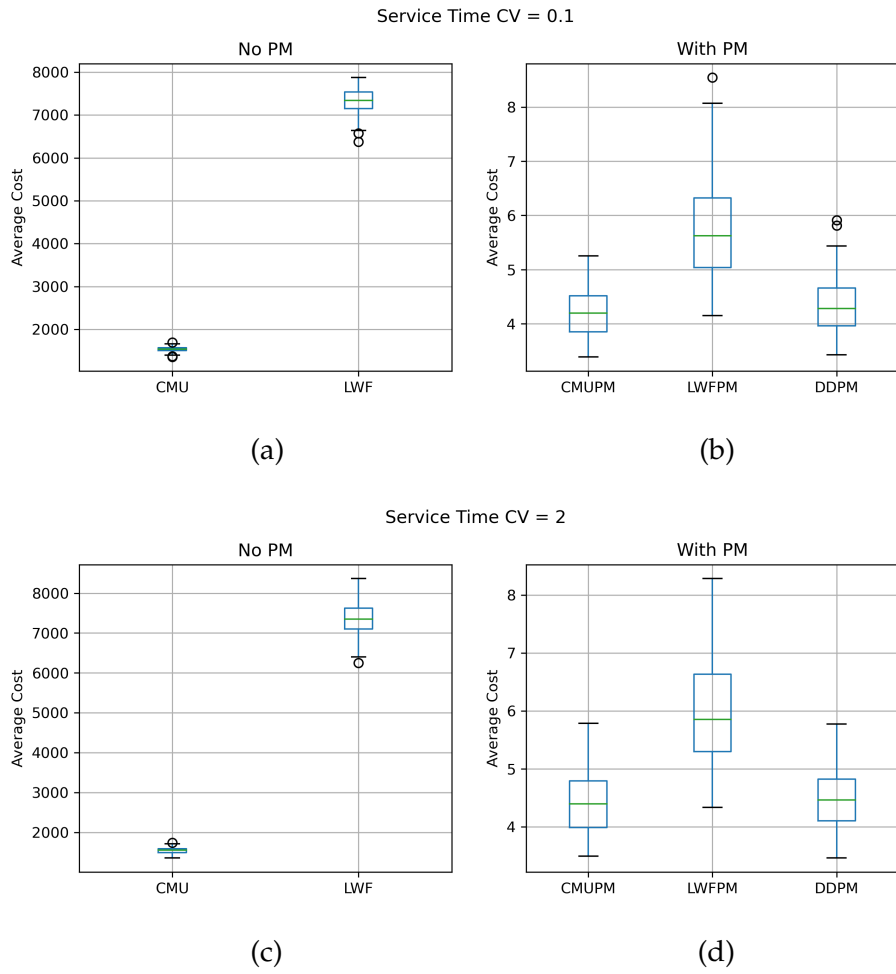 Service Time CV = 0.1
No PM
With PM
Average Cost
8000
7000
6000
5000
4000
3000
2000
CMU
LWF
Average Cost
8
7
6
5
4
CMUPM
LWFPM
DDPM
(a)
(b)
Service Time CV = 2
No PM
With PM
Average Cost
8000
7000
6000
5000
4000
3000
2000
CMU
LWF
Average Cost
8
7
6
5
4
CMUPM
LWFPM
DDPM
(c)
(d)